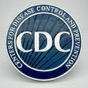 CENTERS FOR DISEASE CONTROL AND PREVENTION
CDC